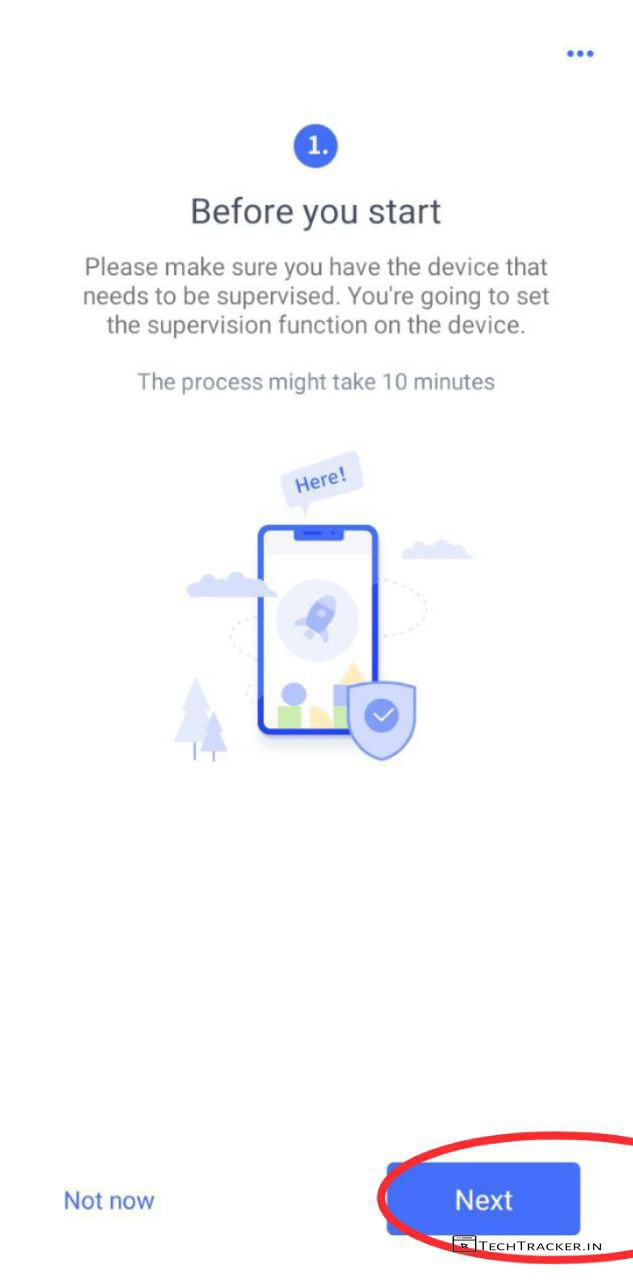 1.
Before you start
Please make sure you have the device that
needs to be supervised. You're going to set
the supervision function on the device.
The process might take 10 minutes
Here!
Not now
Next
TECHTRACKER.IN